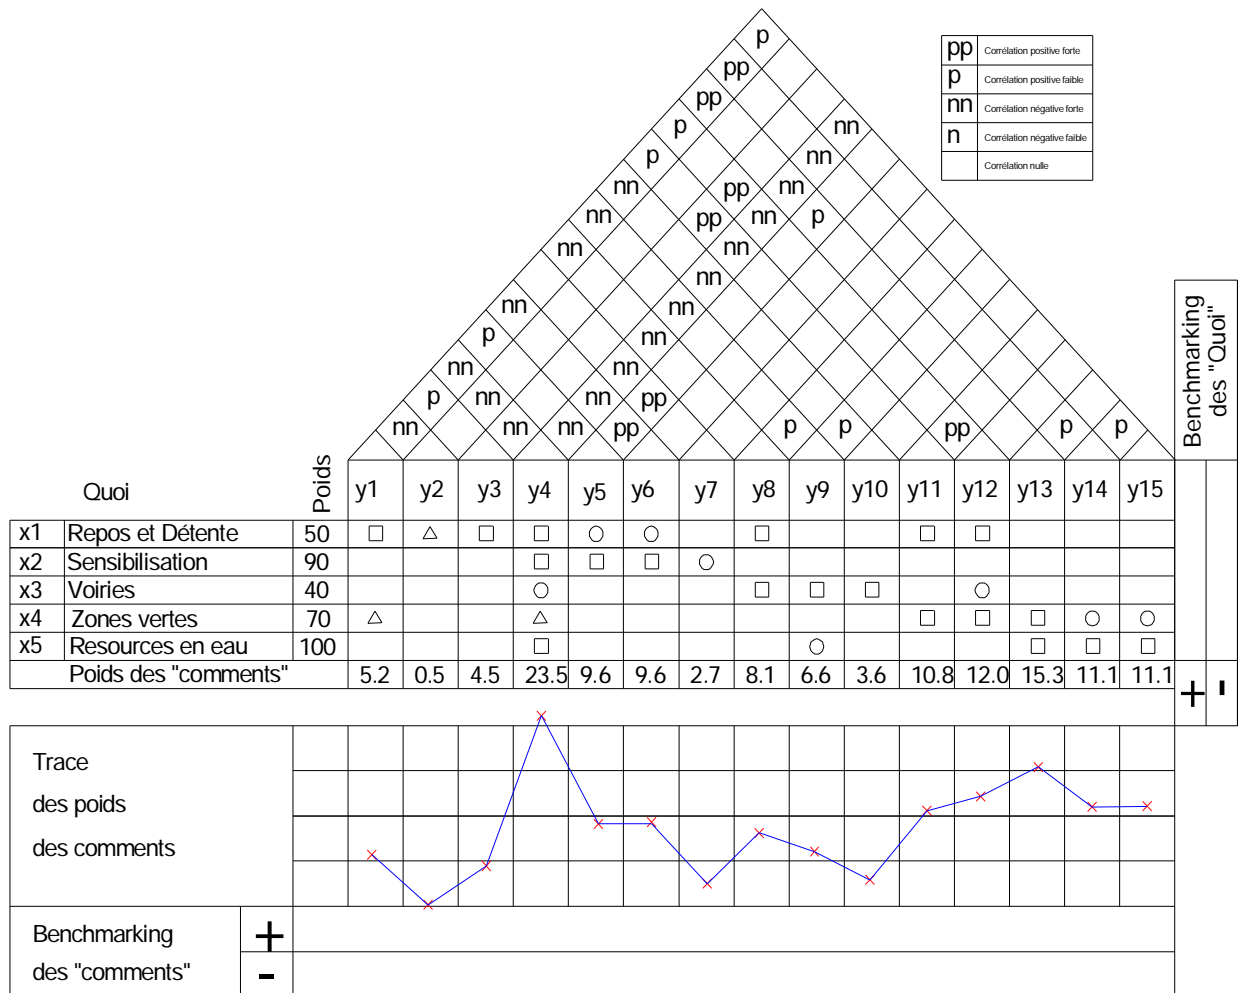 p
pp
pp
p
nn
p
nn
nn
pp
nn
nn
pp
nn
p
nn
nn
nn
nn
nn
p
nn
nn
nn
p
nn
nn
pp
nn
nn
nn
pp
p
p
pp
p
p
pp Corrélation positive forte
p Corrélation positive faible
nn Corrélation négative forte
n Corrélation négative faible
Corrélation nulle
Benchmarking
des "Quoi"
Quoi Poids y1 y2 y3 y4 y5 y6 y7 y8 y9 y10 y11 y12 y13 y14 y15
x1 Repos et Détente 50
x2 Sensibilisation 90
x3 Voiries 40
x4 Zones vertes 70
x5 Resources en eau 100
Poids des "comments" 5.2 0.5 4.5 23.5 9.6 9.6 2.7 8.1 6.6 3.6 10.8 12.0 15.3 11.1 11.1
+ -
Trace
des poids
des comments
Benchmarking +
des "comments" -